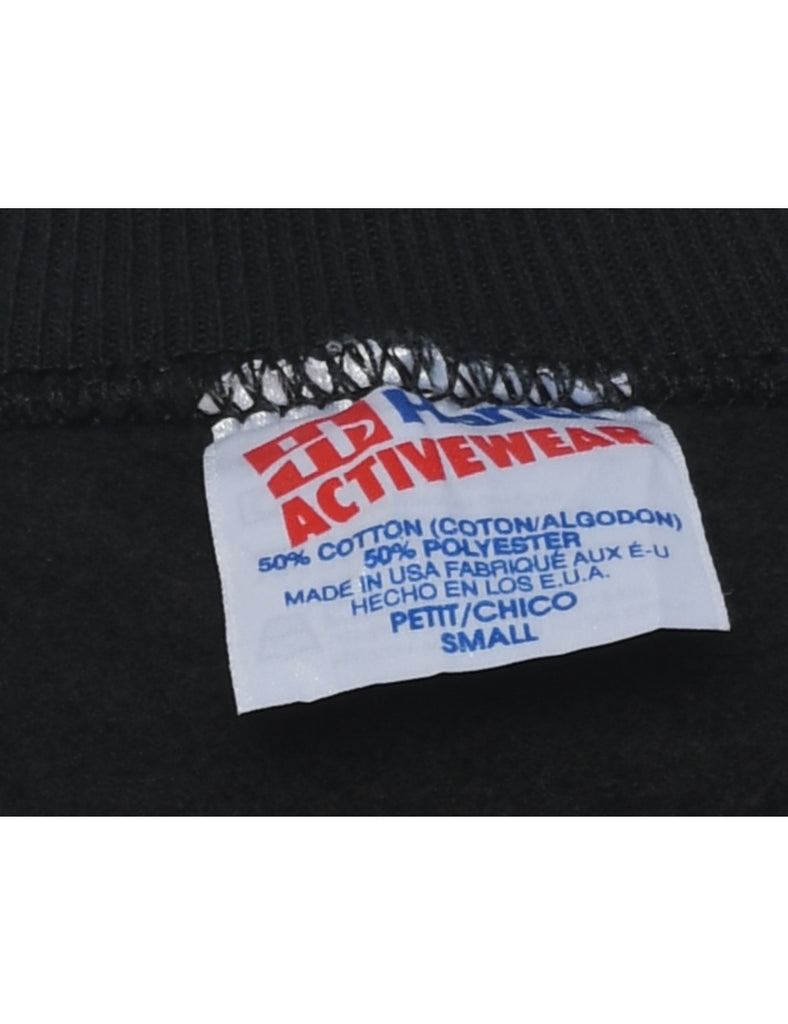 ACTIVEWEAR
50% COTTON (COTON/ALGODON)
50% POLYESTER
MADE IN USA FABRIQUÉ AUX É-U
HECHO EN LOS E.U.A.
PETIT/CHICO
SMALL